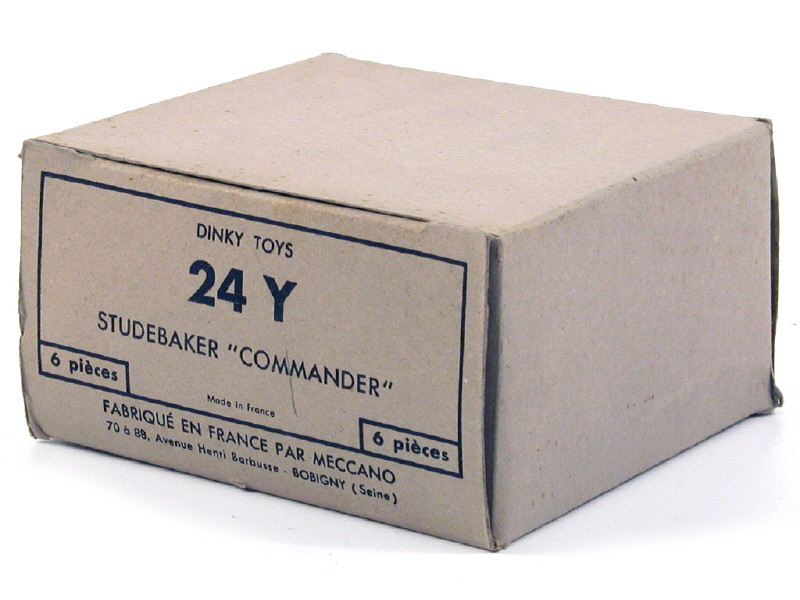 DINKY TOYS
24 Y
STUDEBAKER "COMMANDER"
6 pièces
Made in France
6 pièces
FABRIQUÉ EN FRANCE PAR MECCANO
70 à 88, Avenue Henri Barbusse - BOBIGNY (Seine)